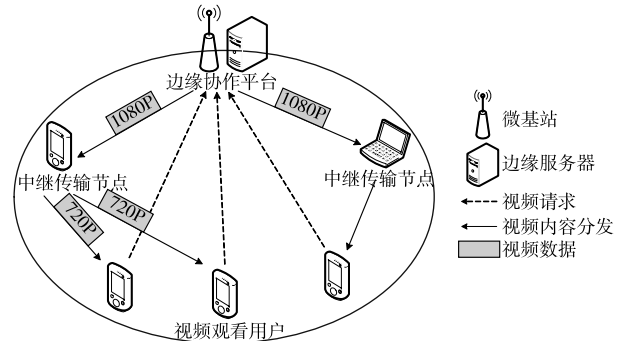 边缘协作平台
1080P
1080P
中继传输节点
中继传输节点
720P
720P
视频观看用户
微基站
边缘服务器
视频请求
视频内容分发
视频数据